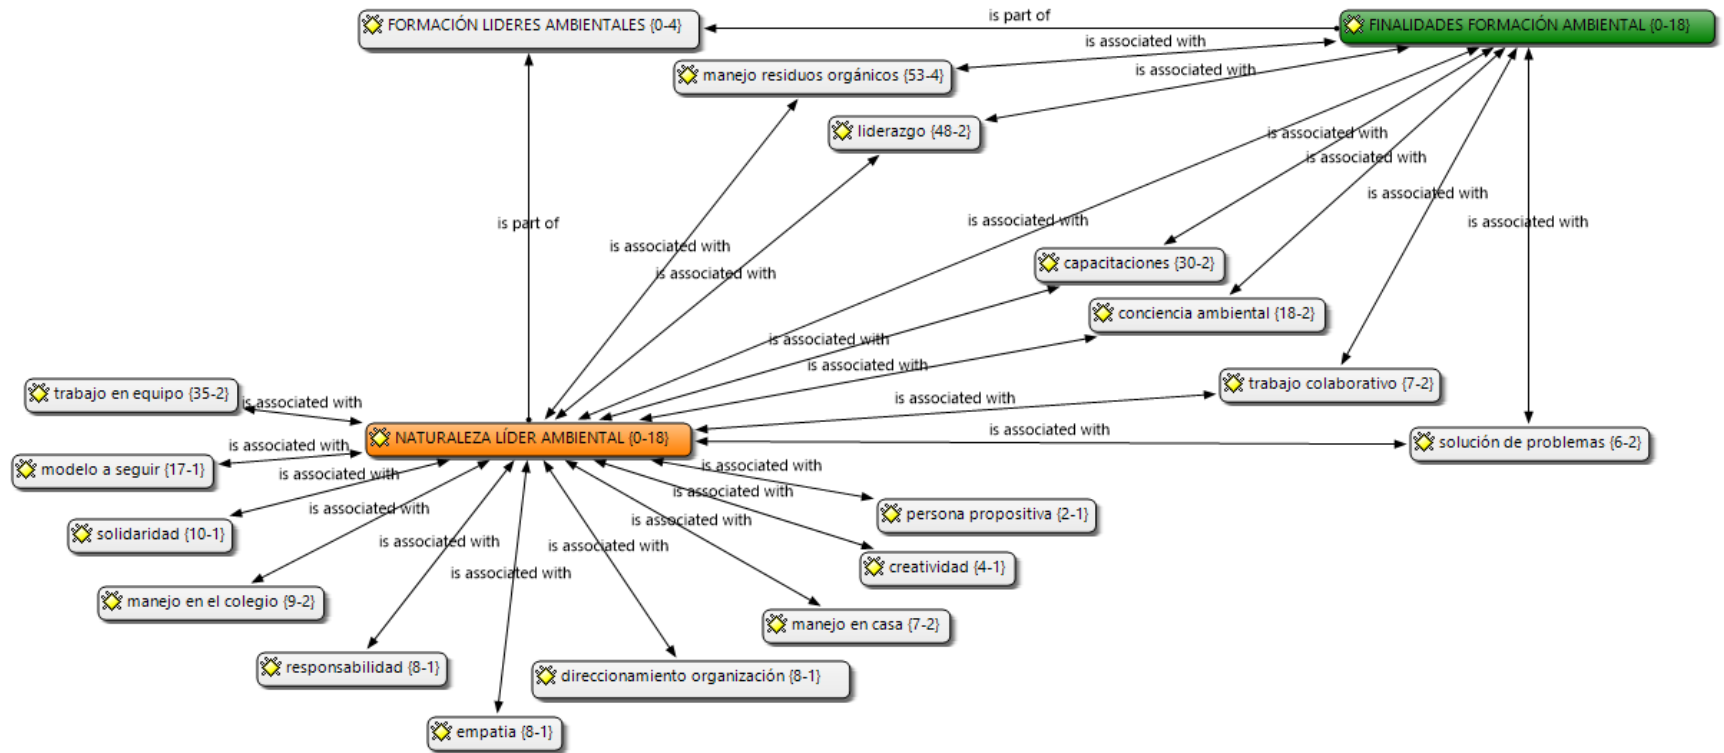 FORMACIÓN LIDERES AMBIENTALES {0-4}
is part of
FINALIDADES FORMACIÓN AMBIENTAL {0-18}
is associated with
manejo residuos orgánicos {53-4}
is associated with
liderazgo {48-2}
is associated with
is associated with
is associated with
is associated with
is associated with
is part of
is associated with
is associated with
capacitaciones {30-2}
conciencia ambiental {18-2}
is associated with
is associated with
trabajo en equipo {35-2}
is associated with
is associated with
trabajo colaborativo {7-2}
NATURALEZA LÍDER AMBIENTAL {0-18}
is associated with
solución de problemas {6-2}
is associated with
modelo a seguir {17-1}
is associated with
is associated with
is associated with
is associated with
persona propositiva {2-1}
solidaridad {10-1}
is associated with
is associated with
is associated with
creatividad {4-1}
is associated with
manejo en el colegio {9-2}
manejo en casa {7-2}
responsabilidad {8-1}
direccionamiento organización {8-1}
empatia {8-1}